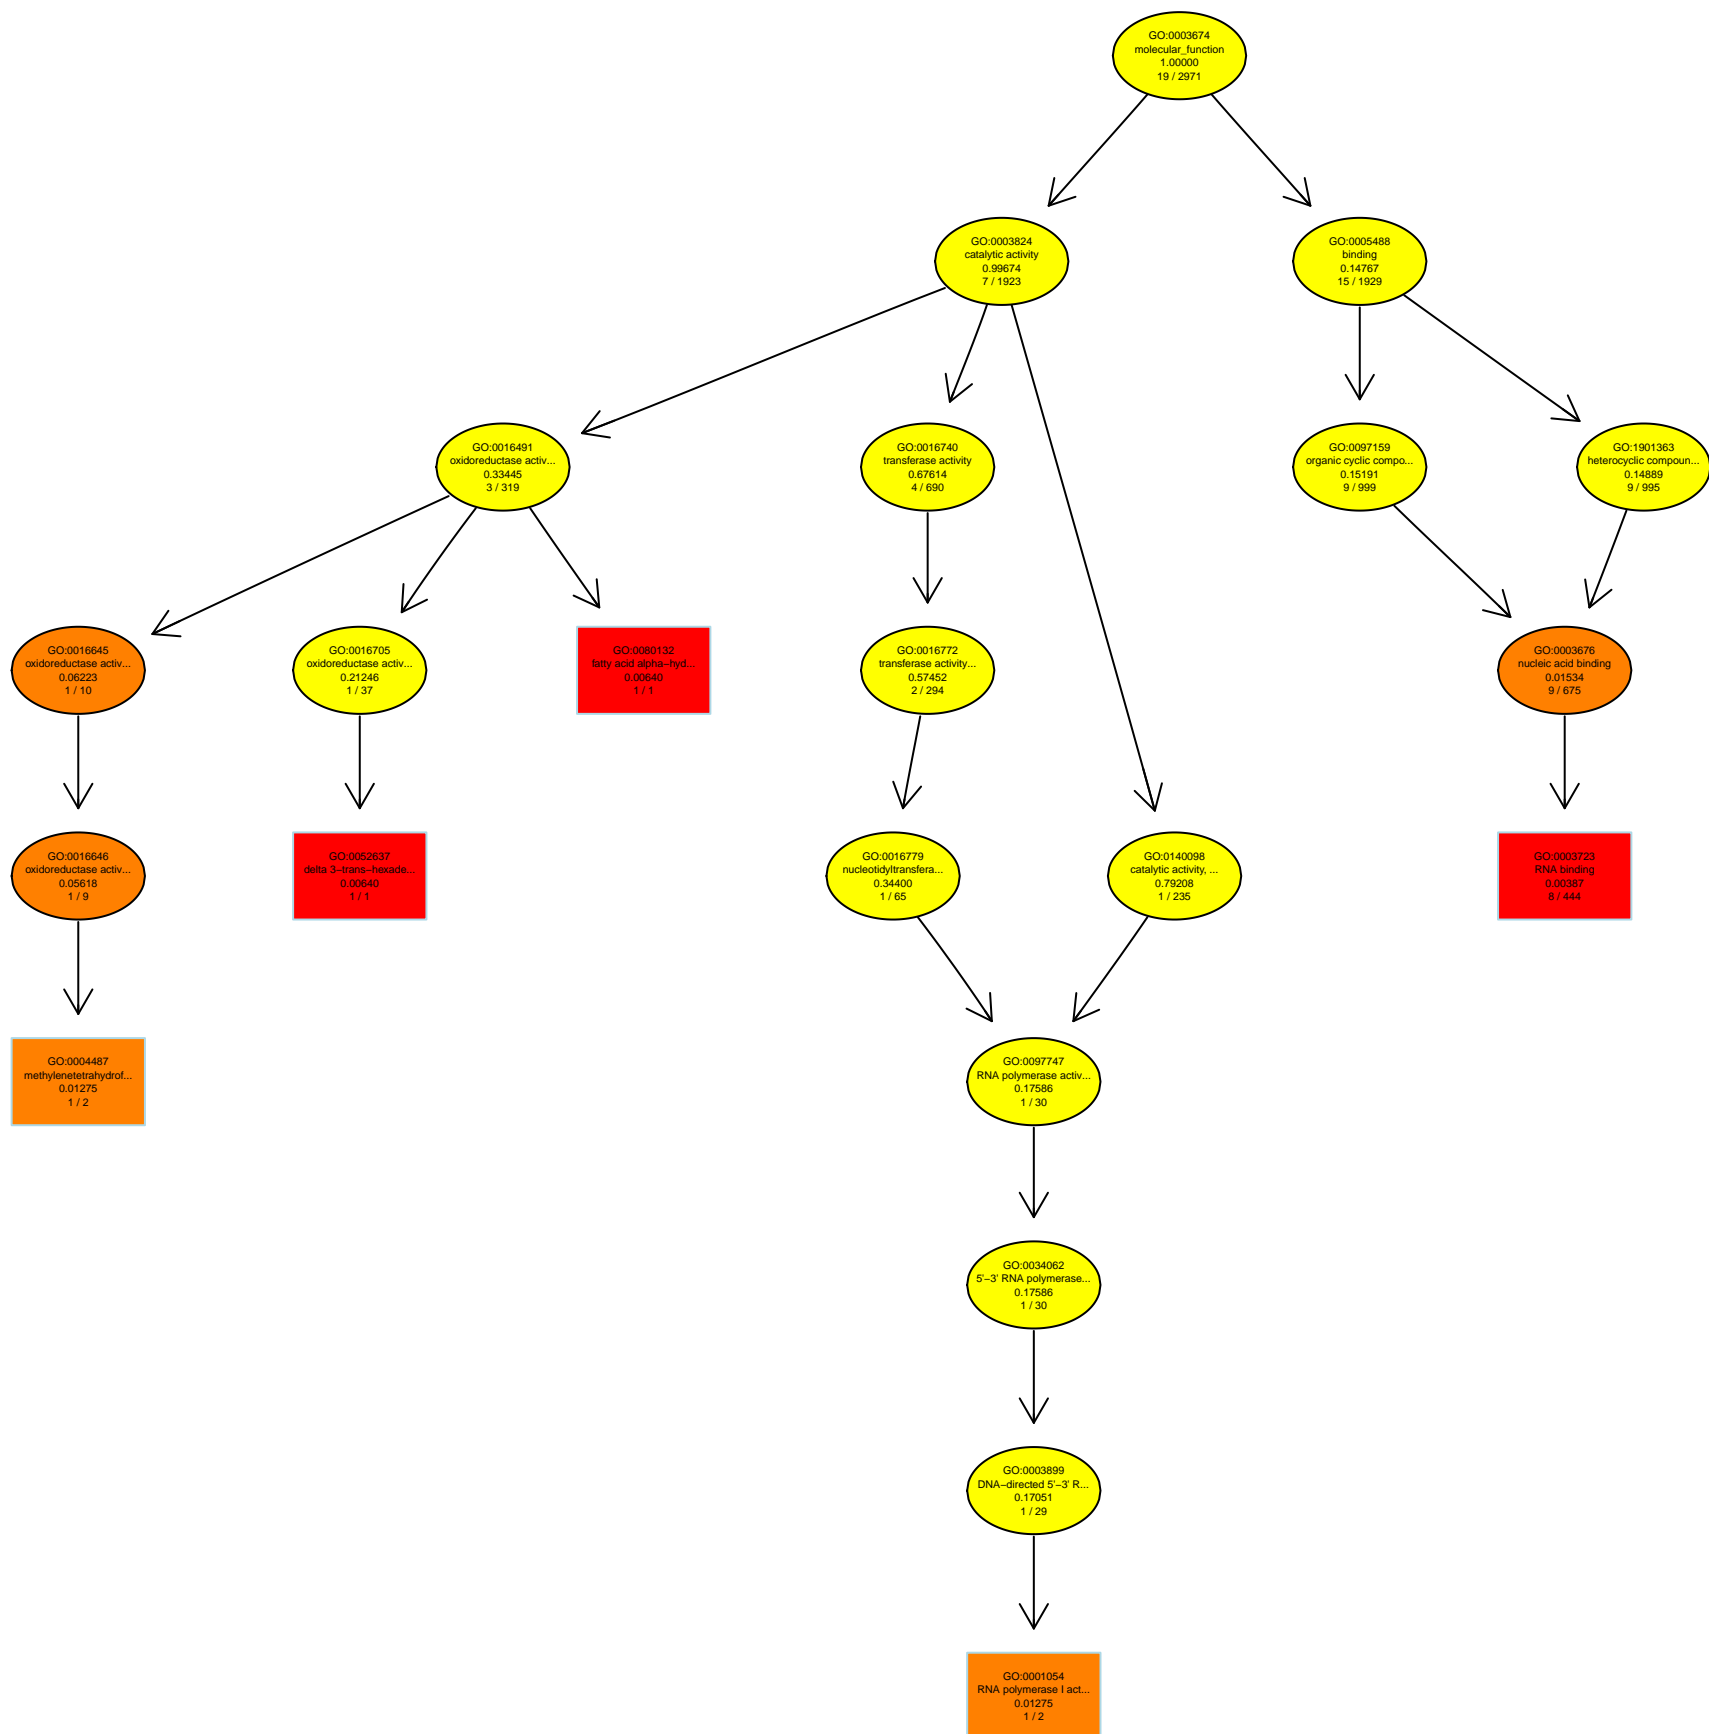 GO:0003674
molecular_function
1.00000
19 / 2971
GO:0003824
catalytic activity
0.99674
7 / 1923
GO:0005488
binding
0.14767
15 / 1929
GO:0016491
oxidoreductase activ...
0.33445
3 / 319
GO:0016740
transferase activity
0.67614
4 / 690
GO:0097159
organic cyclic compo...
0.15191
9 / 999
GO:1901363
heterocyclic compoun...
0.14889
9 / 995
GO:0016645
oxidoreductase activ...
0.06223
1 / 10
GO:0016705
oxidoreductase activ...
0.21246
1 / 37
GO:0080132
fatty acid alpha−hyd...
0.00640
1 / 1
GO:0016772
transferase activity...
0.57452
2 / 294
GO:0003676
nucleic acid binding
0.01534
9 / 675
GO:0016646
oxidoreductase activ...
0.05618
1 / 9
GO:0052637
delta 3−trans−hexade...
0.00640
1 / 1
GO:0016779
nucleotidyltransfera...
0.34400
1 / 65
GO:0140098
catalytic activity, ...
0.79208
1 / 235
GO:0003723
RNA binding
0.00387
8 / 444
GO:0004487
methylenetetrahydrof...
0.01275
1 / 2
GO:0097747
RNA polymerase activ...
0.17586
1 / 30
GO:0034062
5'−3' RNA polymerase...
0.17586
1 / 30
GO:0003899
DNA−directed 5'−3' R...
0.17051
1 / 29
GO:0001054
RNA polymerase I act...
0.01275
1 / 2